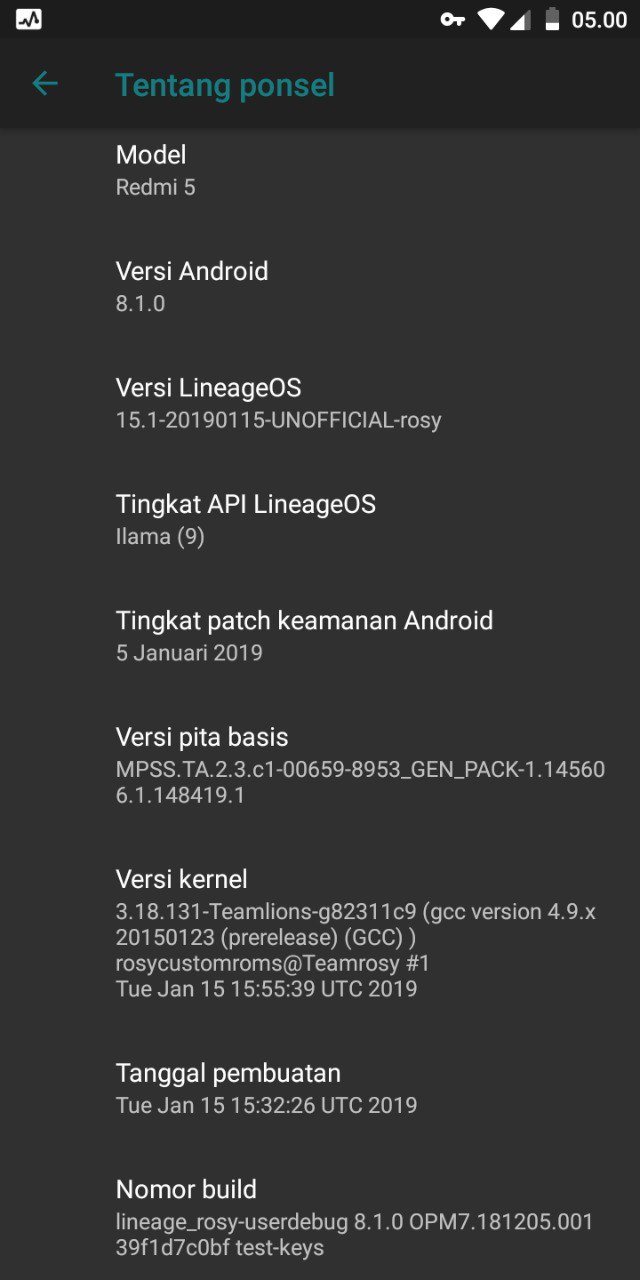 05.00
Tentang ponsel
Model
Redmi 5
Versi Android
8.1.0
Versi LineageOS
15.1-20190115-UNOFFICIAL-rosy
Tingkat API LineageOS
Ilama (9)
Tingkat patch keamanan Android
5 Januari 2019
Versi pita basis
MPSS.TA.2.3.c1-00659-8953_GEN_PACK-1.14560
6.1.148419.1
Versi kernel
3.18.131-Teamlions-g82311c9 (gcc version 4.9.x
20150123 (prerelease) (GCC) )
rosycustomroms@Teamrosy #1
Tue Jan 15 15:55:39 UTC 2019
Tanggal pembuatan
Tue Jan 15 15:32:26 UTC 2019
Nomor build
lineage_rosy-userdebug 8.1.0 OPM7.181205.001
39f1d7c0bf test-keys